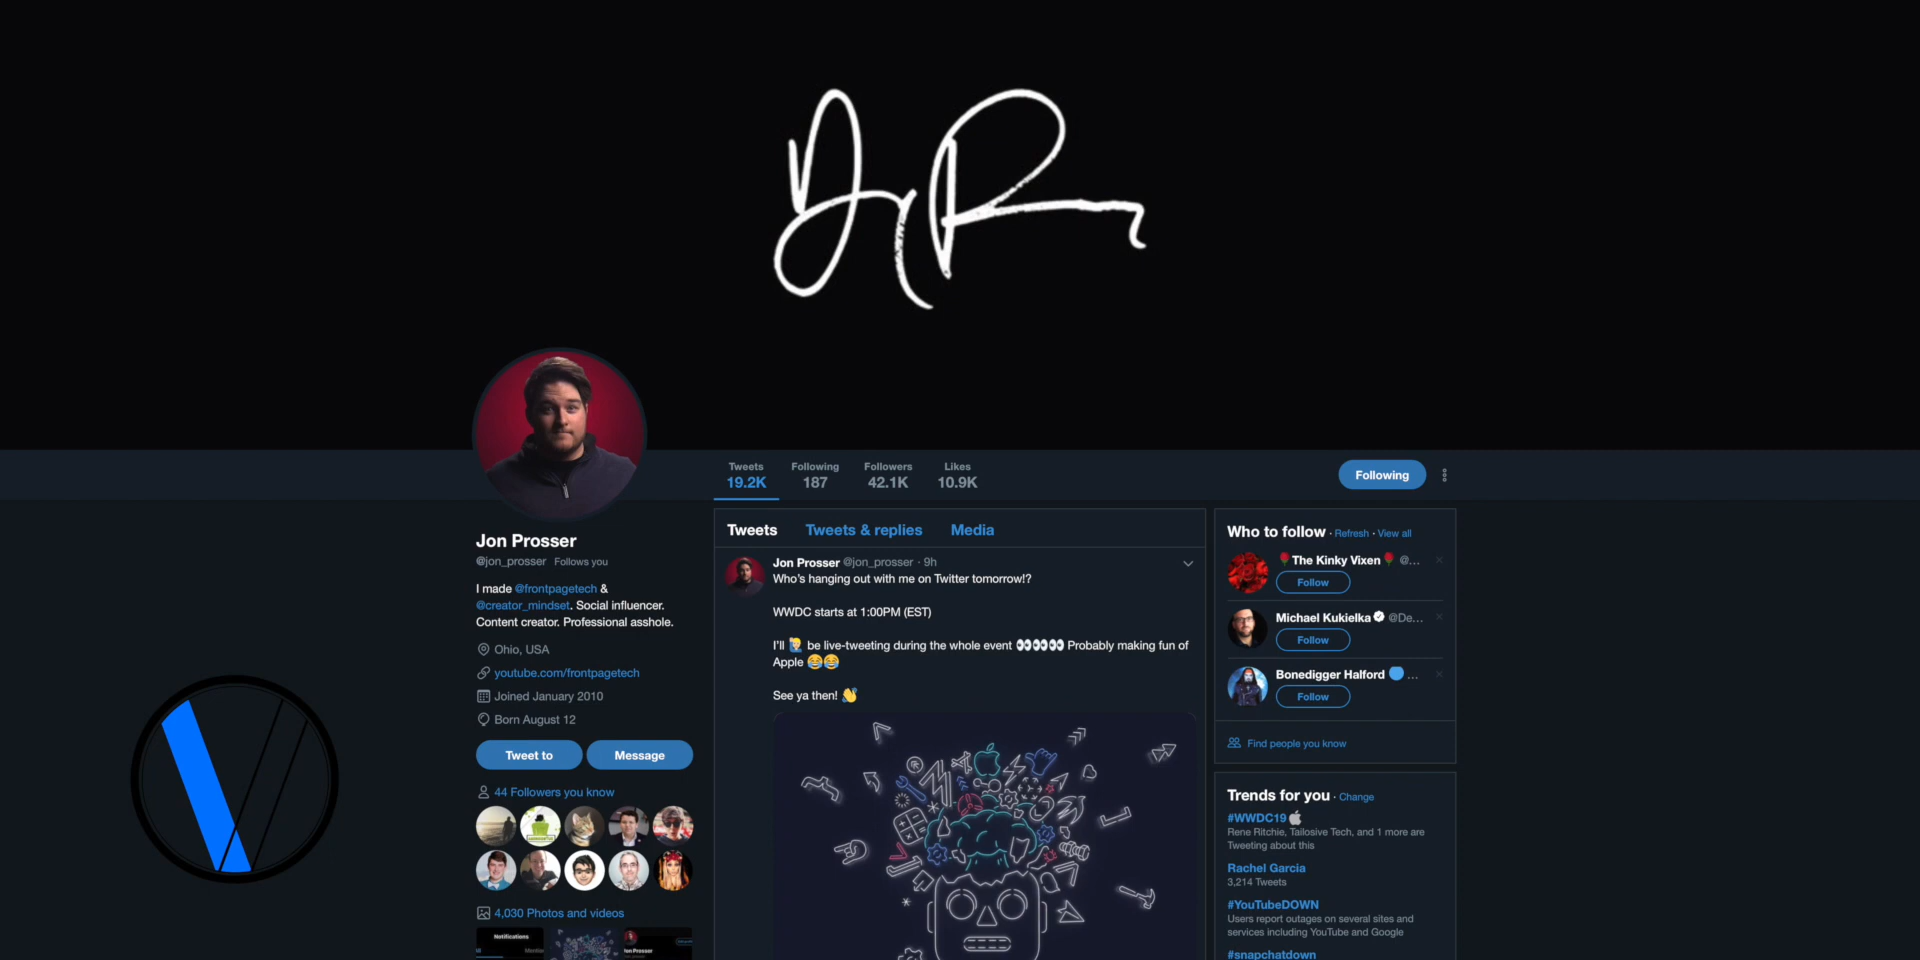 Tweets Following Followers Likes
19.2K 187 42.1K 10.9K
Following
Jon Prosser
@jon_prosser Follows you
I made @frontpagetech &
@creator_mindset. Social influencer.
Content creator. Professional asshole.
Ohio, USA
youtube.com/frontpagetech
Joined January 2010
Born August 12
Tweet to Message
44 Followers you know
4,030 Photos and videos
Notifications
Jon Prosser
Tweets Tweets & replies Media
Jon Prosser @jon_prosser · 9h
Who's hanging out with me on Twitter tomorrow!?
WWDC starts at 1:00PM (EST)
I'll 🙋🏼‍♂️ be live-tweeting during the whole event 👀👀👀 Probably making fun of
Apple 😂😂
See ya then! 👋
Who to follow · Refresh · View all
🌹The Kinky Vixen🌹 @...
Follow
Michael Kukielka @De...
Follow
Bonedigger Halford 🔵 ...
Follow
Find people you know
Trends for you · Change
#WWDC19
Rene Ritchie, Tailosive Tech, and 1 more are
Tweeting about this
Rachel Garcia
3,214 Tweets
#YouTubeDOWN
Users report outages on several sites and
services including YouTube and Google
#snapchatdown